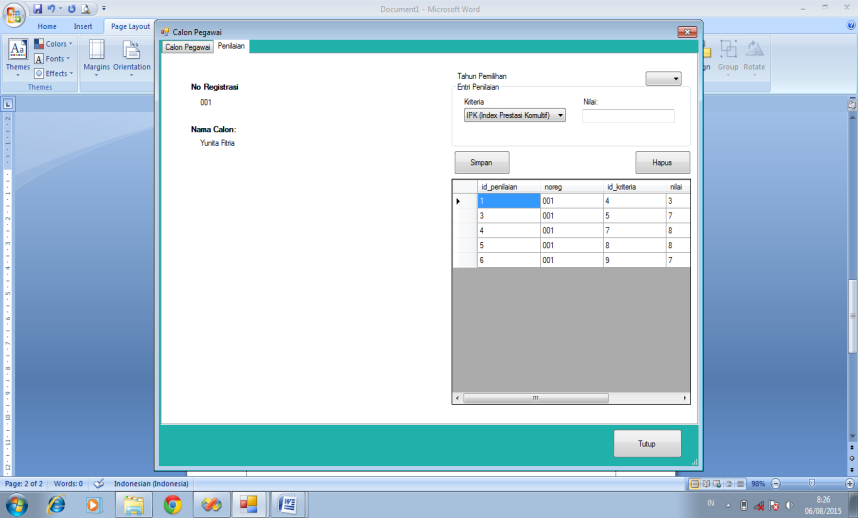 Document1 - Microsoft Word
Home Insert Page Layout
Colors
Fonts
Effects
Themes
Margins Orientation
Group Rotate
Themes
Calon Pegawai
Calon Pegawai Penilaian
No Registrasi
001
Nama Calon:
Yunita Fitria
Tahun Pemilihan
Entri Penilaian
Kriteria Nilai:
IPK (Index Prestasi Komultif)
Simpan Hapus
id_penilaian noreg id_kriteria nilai
1 001 4 3
3 001 5 7
4 001 7 8
5 001 8 8
6 001 9 7
Tutup
Page: 2 of 2 Words: 0 Indonesian (Indonesia) 98%
IN 8:26
06/08/2015